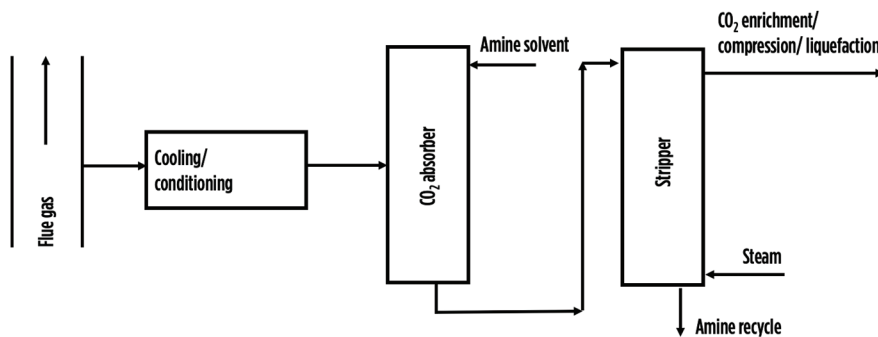 Flue gas
Cooling/
conditioning
CO₂ absorber
Amine solvent
Stripper
CO₂ enrichment/
compression/ liquefaction
Steam
Amine recycle